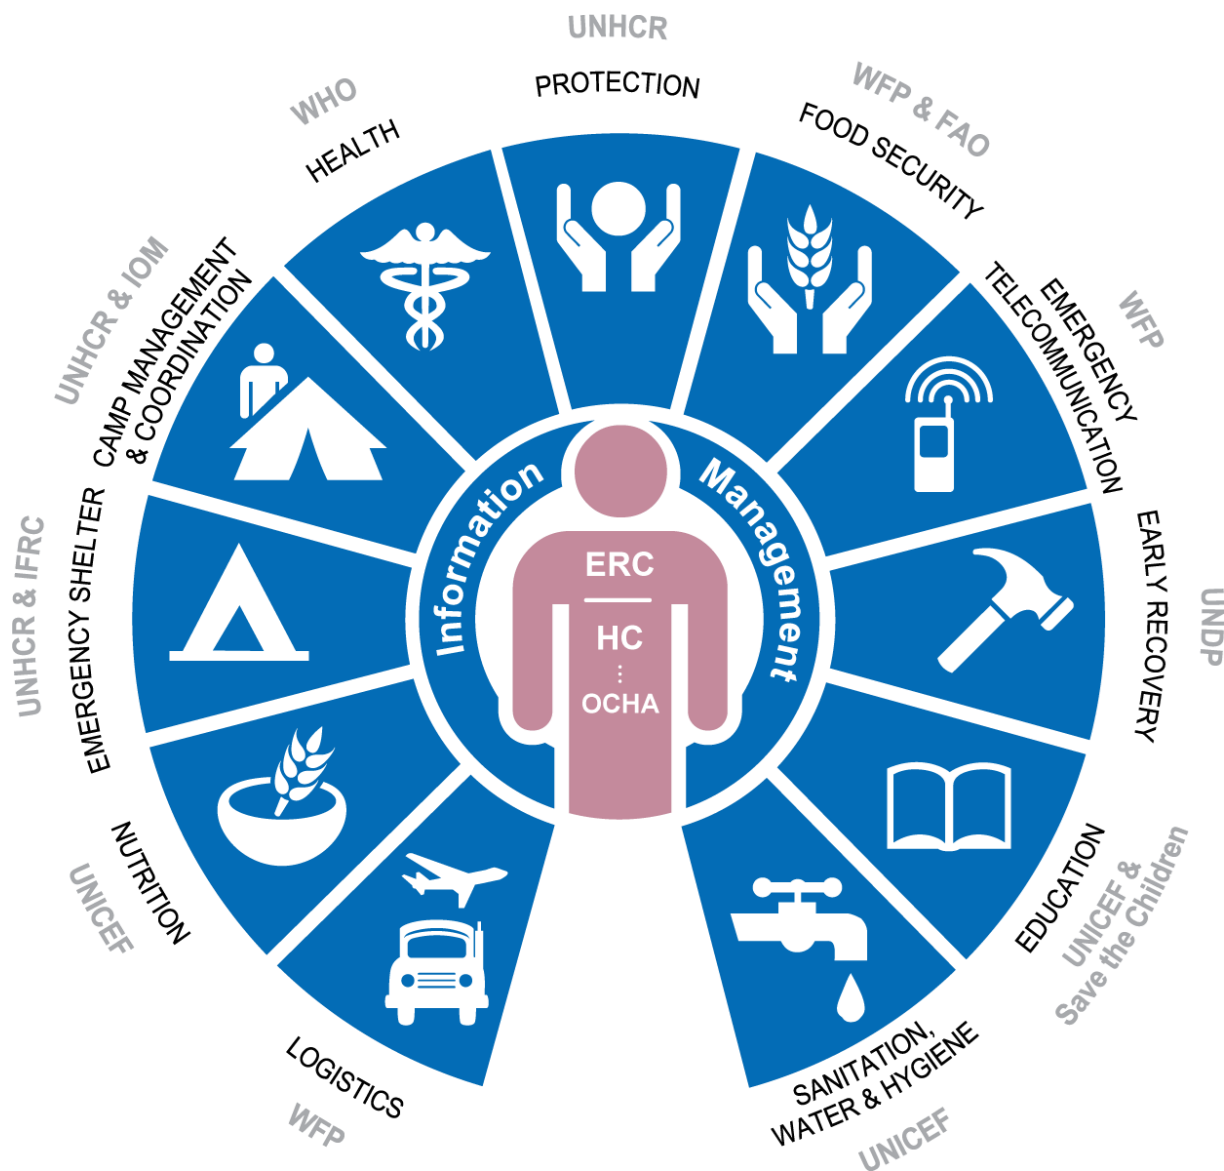 UNHCR
PROTECTION
WFP & FAO
FOOD SECURITY
WFP
EMERGENCY
TELECOMMUNICATION
UNDP
EARLY RECOVERY
UNICEF &
Save the Children
EDUCATION
SANITATION,
WATER & HYGIENE
UNICEF
LOGISTICS
WFP
NUTRITION
UNICEF
UNHCR & IFRC
EMERGENCY SHELTER
UNHCR & IOM
CAMP MANAGEMENT
& COORDINATION
WHO
HEALTH
Information
Management
ERC
HC
OCHA